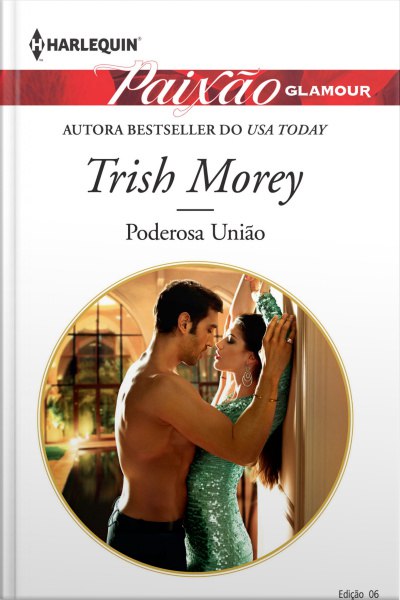 HARLEQUIN®
Paixão GLAMOUR
AUTORA BESTSELLER DO USA TODAY
Trish Morey
Poderosa União
Edição 06